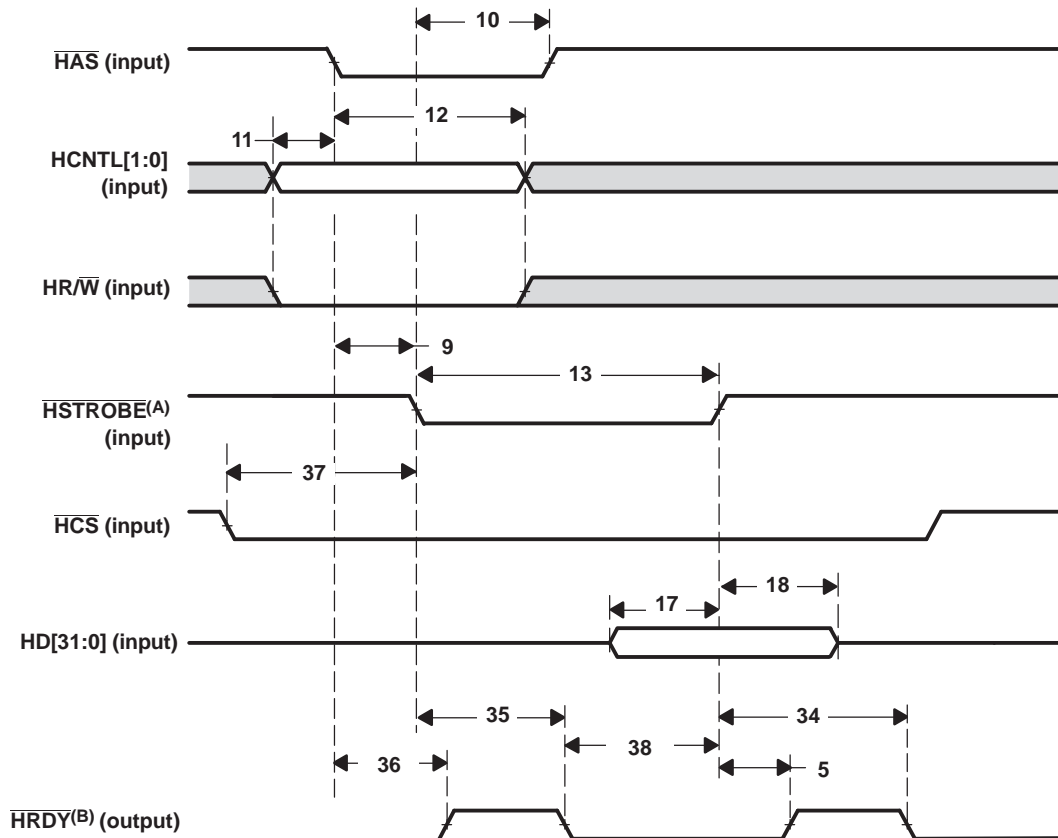 10
HAS (input)
12
11
HCNTL[1:0]
(input)
HR/W (input)
9
13
HSTROBE(A)
(input)
37
HCS (input)
18
17
HD[31:0] (input)
35
34
38
36
5
HRDY(B) (output)